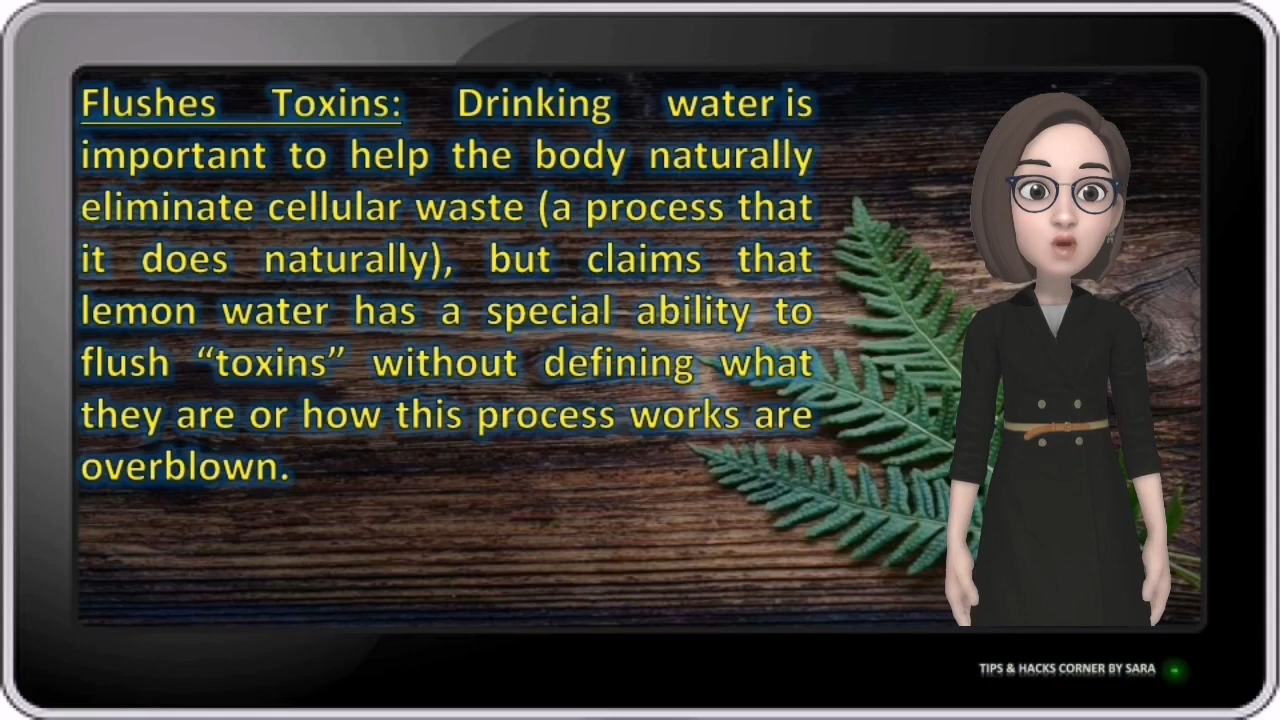 Flushes Toxins: Drinking water is
important to help the body naturally
eliminate cellular waste (a process that
it does naturally), but claims that
lemon water has a special ability to
flush “toxins” without defining what
they are or how this process works are
overblown.
TIPS & HACKS CORNER BY SARA